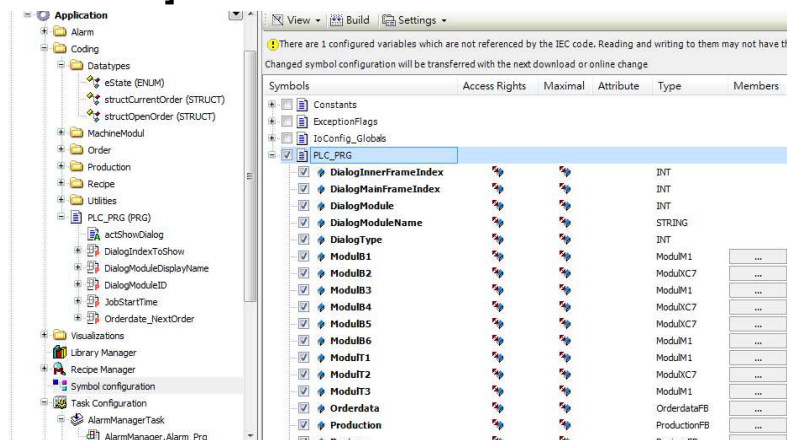 Application
Alarm
Coding
Datatypes
eState (ENUM)
structCurrentOrder (STRUCT)
structOpenOrder (STRUCT)
MachineModul
Order
Production
Recipe
Utilities
PLC_PRG (PRG)
actShowDialog
DialogIndexToShow
DialogModuleDisplayName
DialogModuleID
JobStartTime
Orderdate_NextOrder
Visualizations
Library Manager
Recipe Manager
Symbol configuration
Task Configuration
AlarmManagerTask
AlarmManager.Alarm_Prg
View Build Settings
There are 1 configured variables which are not referenced by the IEC code. Reading and writing to them may not have th
Changed symbol configuration will be transferred with the next download or online change
Symbols Access Rights Maximal Attribute Type Members
Constants
ExceptionFlags
IoConfig_Globals
PLC_PRG
DialogInnerFrameIndex INT
DialogMainFrameIndex INT
DialogModule INT
DialogModuleName STRING
DialogType INT
ModulB1 ModulM1 ...
ModulB2 ModulXC7 ...
ModulB3 ModulM1 ...
ModulB4 ModulXC7 ...
ModulB5 ModulXC7 ...
ModulB6 ModulM1 ...
ModulT1 ModulM1 ...
ModulT2 ModulXC7 ...
ModulT3 ModulM1 ...
Orderdata OrderdataFB ...
Production ProductionFB ...